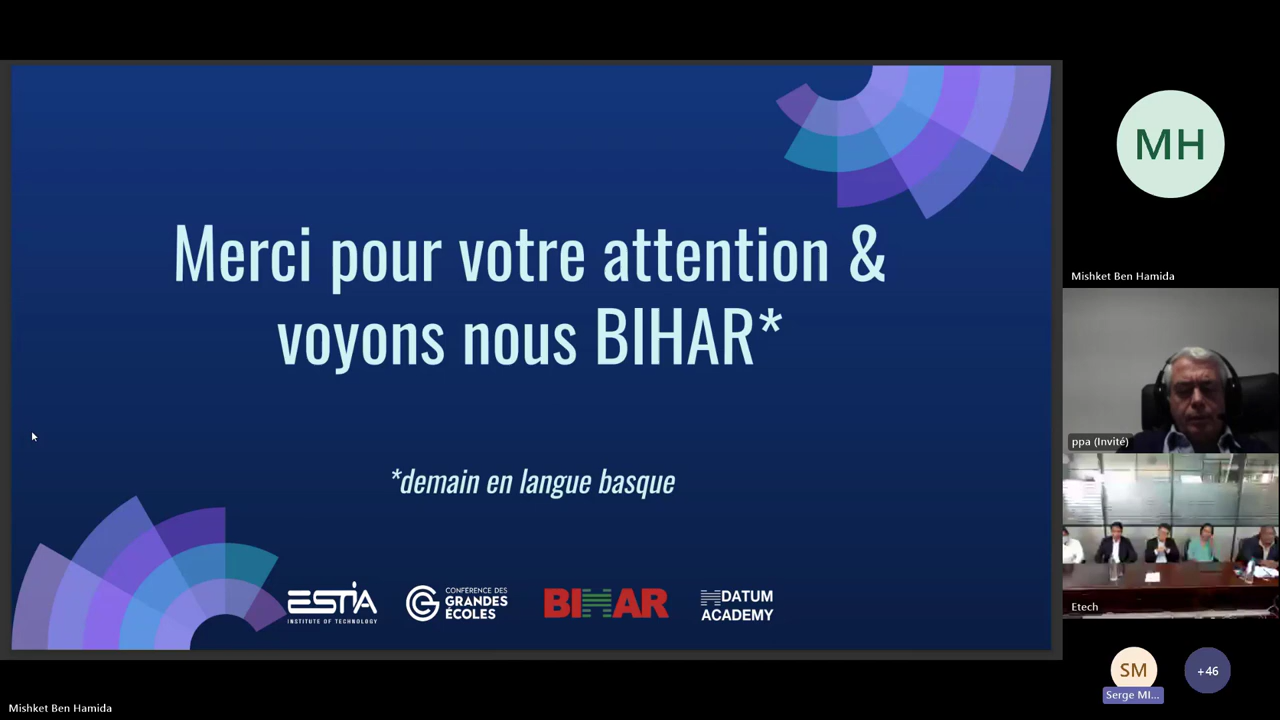 Merci pour votre attention &
voyons nous BIHAR*
*demain en langue basque
ESTIA
INSTITUTE OF TECHNOLOGY
CONFÉRENCE DES
GRANDES
ÉCOLES
BIHAR
DATUM
ACADEMY
MH
Mishket Ben Hamida
ppa (Invité)
Etech
SM
Serge MI...
+46
Mishket Ben Hamida